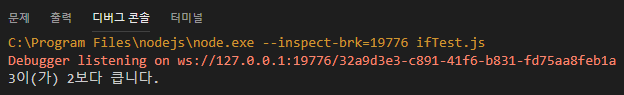 문제 출력 디버그 콘솔 터미널
C:\Program Files\nodejs\node.exe --inspect-brk=19776 ifTest.js
Debugger listening on ws://127.0.0.1:19776/32a9d3e3-c891-41f6-b831-fd75aa8feb1a
3이(가) 2보다 큽니다.